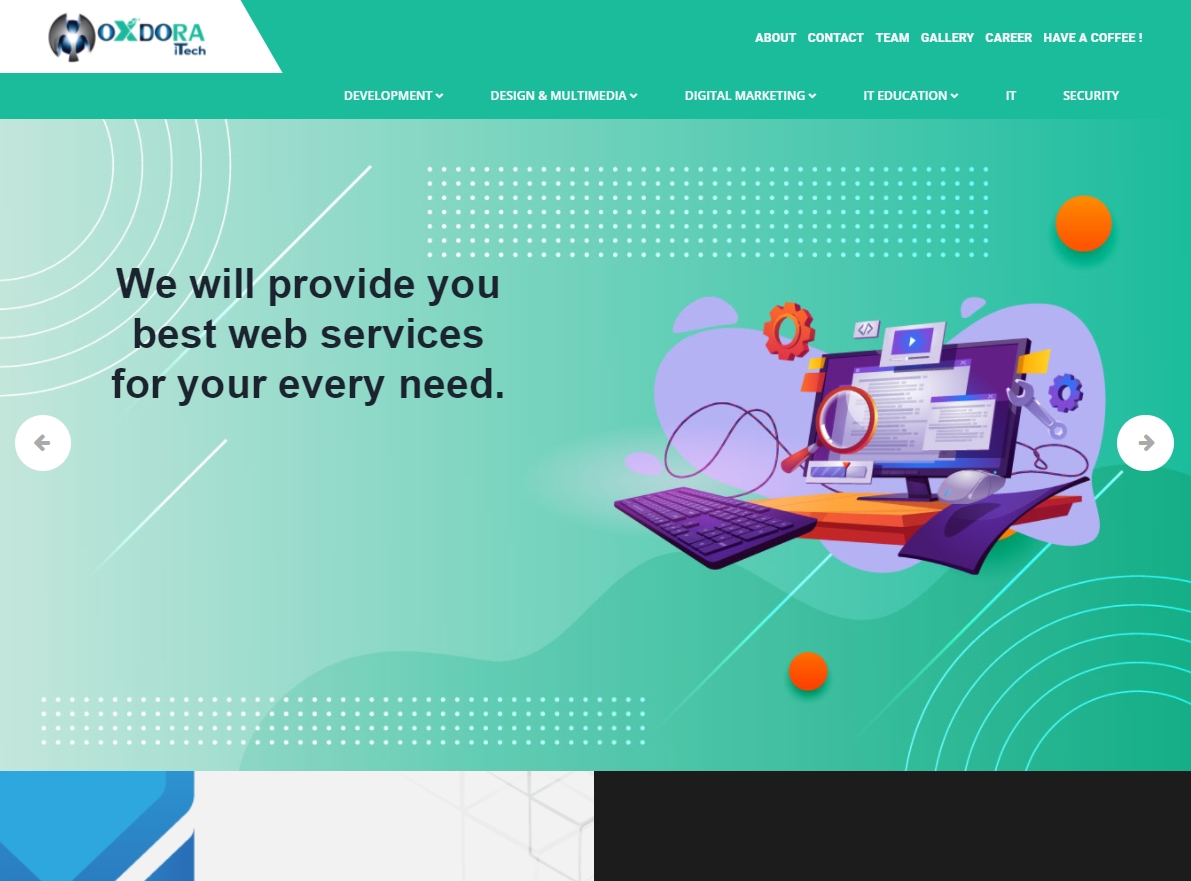 OXDORA
iTech
ABOUT CONTACT TEAM GALLERY CAREER HAVE A COFFEE !
DEVELOPMENT DESIGN & MULTIMEDIA DIGITAL MARKETING IT EDUCATION IT SECURITY
We will provide you
best web services
for your every need.